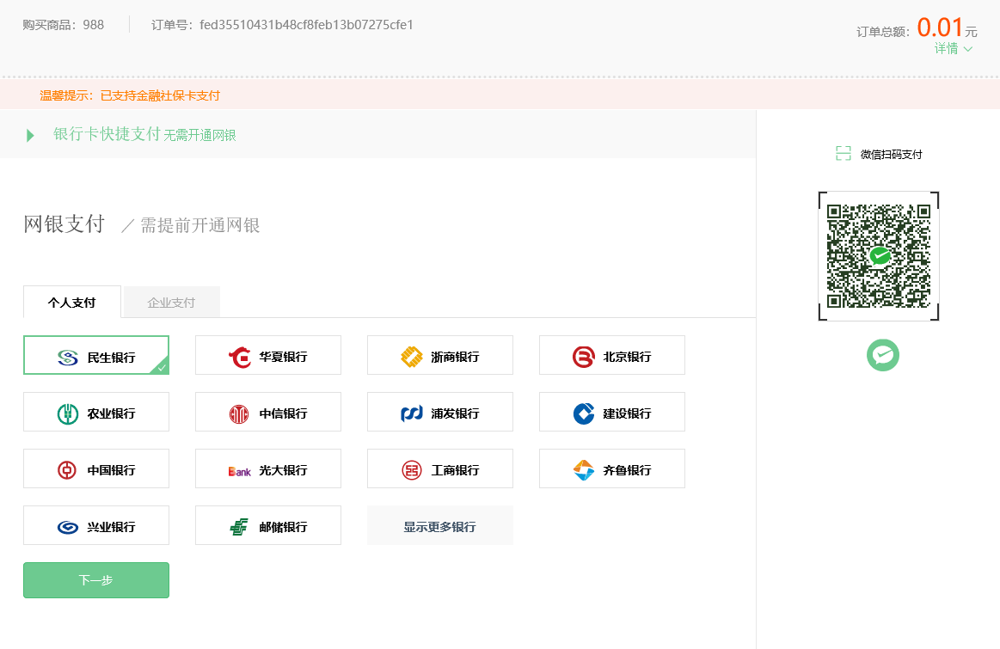 购买商品：988
订单号：fed35510431b48cf8feb13b07275cfe1
订单总额：0.01元
详情
温馨提示：已支持金融社保卡支付
银行卡快捷支付 无需开通网银
微信扫码支付
网银支付 ／ 需提前开通网银
个人支付 企业支付
民生银行 华夏银行 浙商银行 北京银行
农业银行 中信银行 浦发银行 建设银行
中国银行 Bank 光大银行 工商银行 齐鲁银行
兴业银行 邮储银行 显示更多银行
下一步